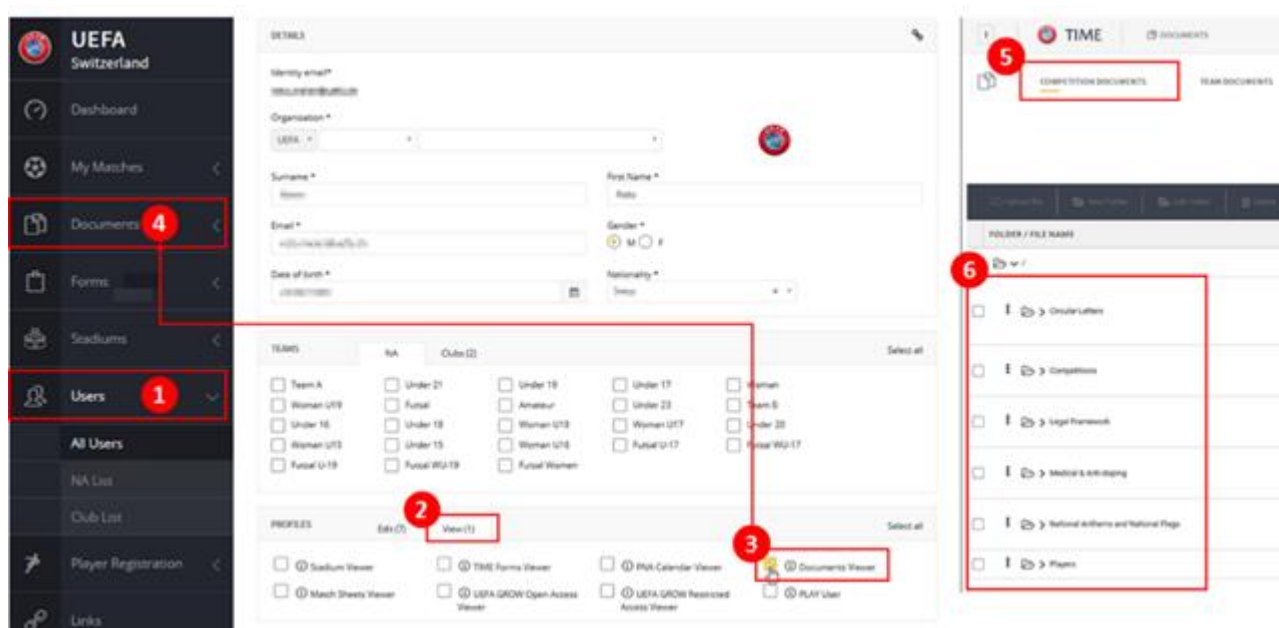 UEFA
Switzerland
Dashboard
My Matches
Documents
4
Forms
Stadiums
Users
1
All Users
NA List
Club List
Player Registration
Links
DETAILS
Identity email*
Organisation *
UEFA
Surname *
First Name *
Email *
Gender *
M
F
Date of birth *
Nationality *
TEAMS
NA
Clubs (2)
Select all
Team A
Under 21
Under 19
Under 17
Woman
Woman U19
Futsal
Amateur
Under 23
Team B
Under 16
Under 18
Woman U18
Woman U17
Under 20
Woman U15
Under 15
Woman U16
Futsal U-17
Futsal WU-17
Futsal U-19
Futsal WU-19
Futsal Women
PROFILES
Edit (7)
2
View (1)
Select all
3
Stadium Viewer
TIME Forms Viewer
PNA Calendar Viewer
Documents Viewer
Match Sheets Viewer
UEFA GROW Open Access
Viewer
UEFA GROW Restricted
Access Viewer
PLAY User
TIME
DOCUMENTS
5
COMPETITION DOCUMENTS
TEAM DOCUMENTS
FOLDER / FILE NAME
/
6
Circular Letters
Competitions
Legal Framework
Medical & Anti-doping
National Anthems and National Flags
Players